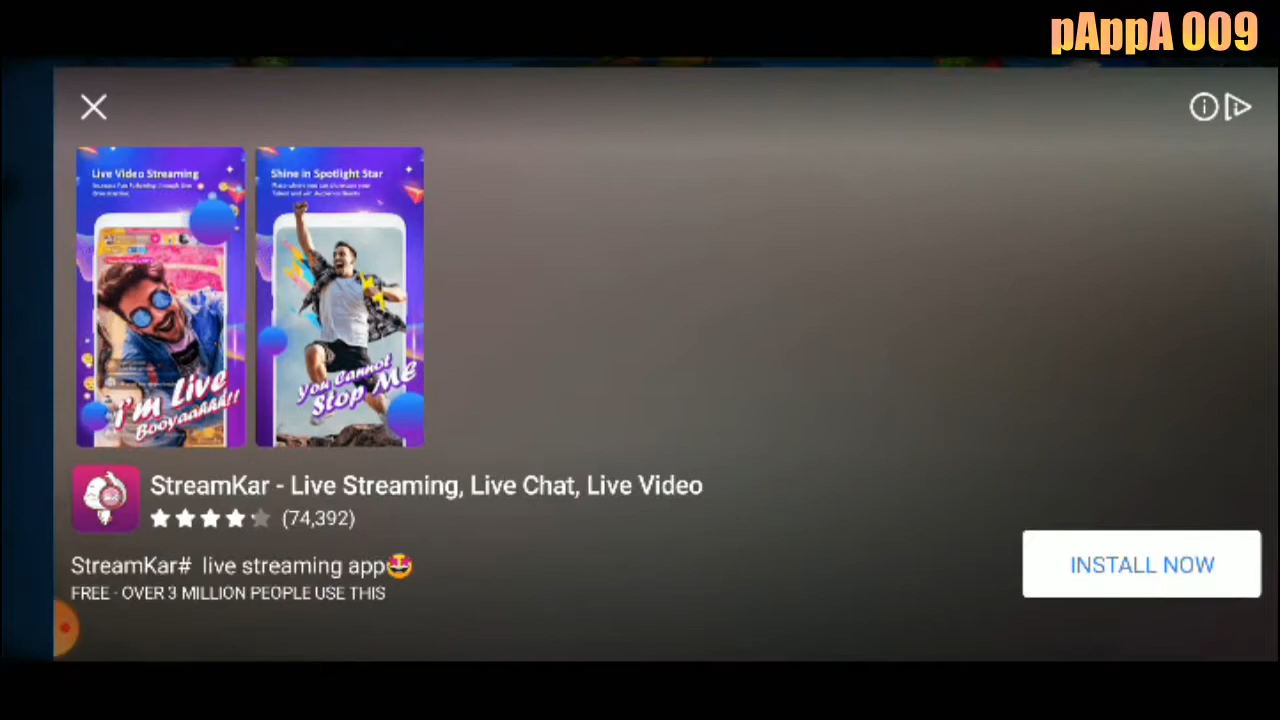 pAppA 009
Live Video Streaming
Shine in Spotlight Star
i'm Live
Booyaahhh!!
You Cannot
Stop Me
StreamKar - Live Streaming, Live Chat, Live Video
(74,392)
StreamKar# live streaming app🤩
FREE - OVER 3 MILLION PEOPLE USE THIS
INSTALL NOW